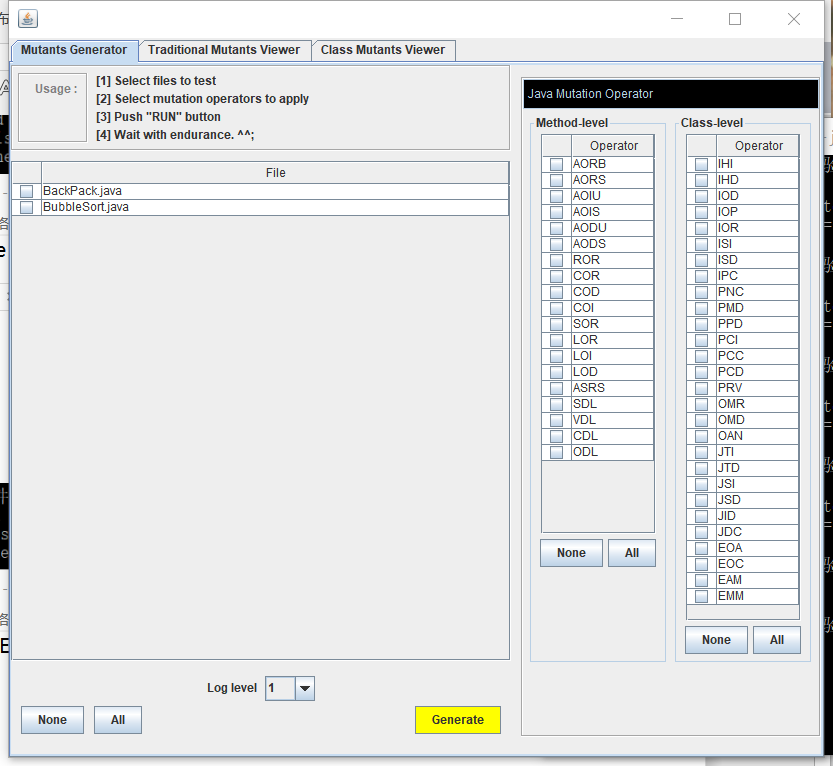 Mutants Generator
Traditional Mutants Viewer
Class Mutants Viewer
Usage :
[1] Select files to test
[2] Select mutation operators to apply
[3] Push "RUN" button
[4] Wait with endurance. ^^;
File
BackPack.java
BubbleSort.java
Log level 1
None
All
Generate
Java Mutation Operator
Method-level
Operator
AORB
AORS
AOIU
AOIS
AODU
AODS
ROR
COR
COD
COI
SOR
LOR
LOI
LOD
ASRS
SDL
VDL
CDL
ODL
None
All
Class-level
Operator
IHI
IHD
IOD
IOP
IOR
ISI
ISD
IPC
PNC
PMD
PPD
PCI
PCC
PCD
PRV
OMR
OMD
OAN
JTI
JTD
JSI
JSD
JID
JDC
EOA
EOC
EAM
EMM
None
All